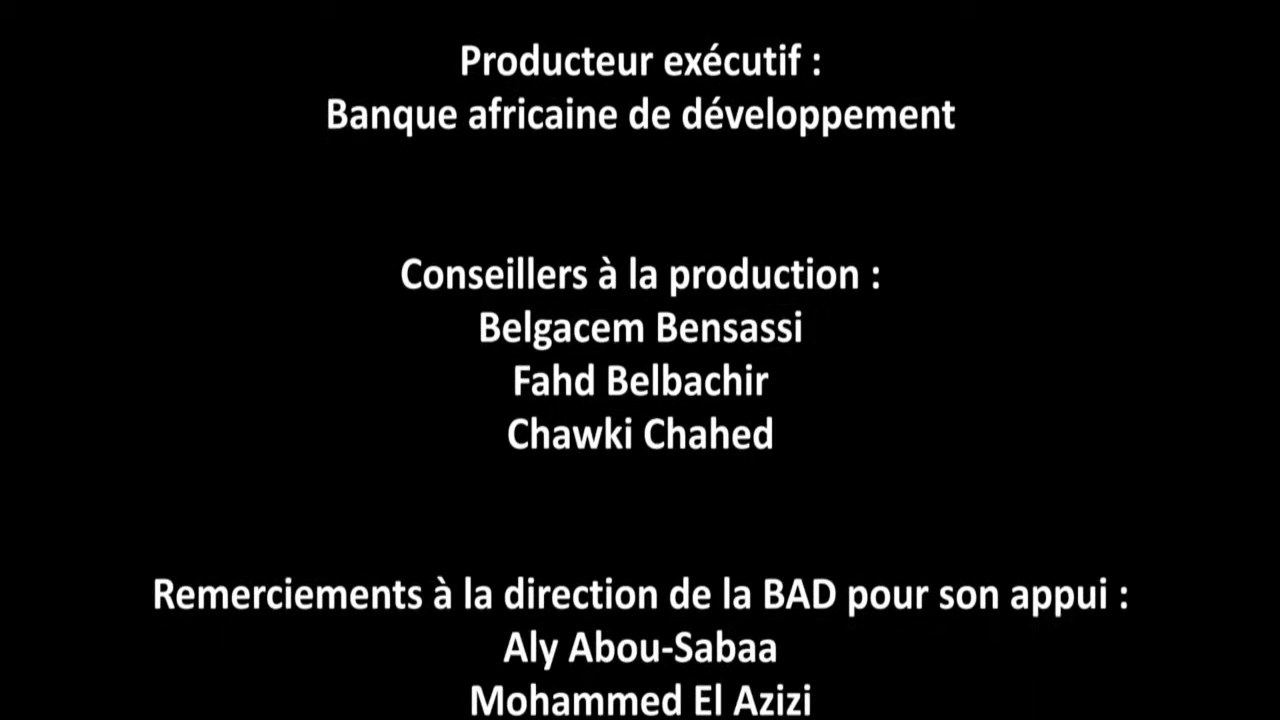 Producteur exécutif :
Banque africaine de développement
Conseillers à la production :
Belgacem Bensassi
Fahd Belbachir
Chawki Chahed
Remerciements à la direction de la BAD pour son appui :
Aly Abou-Sabaa
Mohammed El Azizi